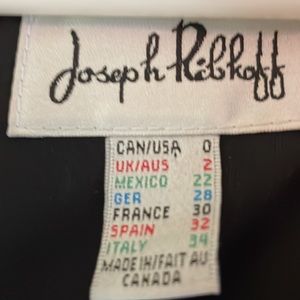 Joseph Ribkoff
CAN/USA 0
UK/AUS 2
MEXICO 22
GER 28
FRANCE 30
SPAIN 32
ITALY 34
MADE IN/FAIT AU
CANADA